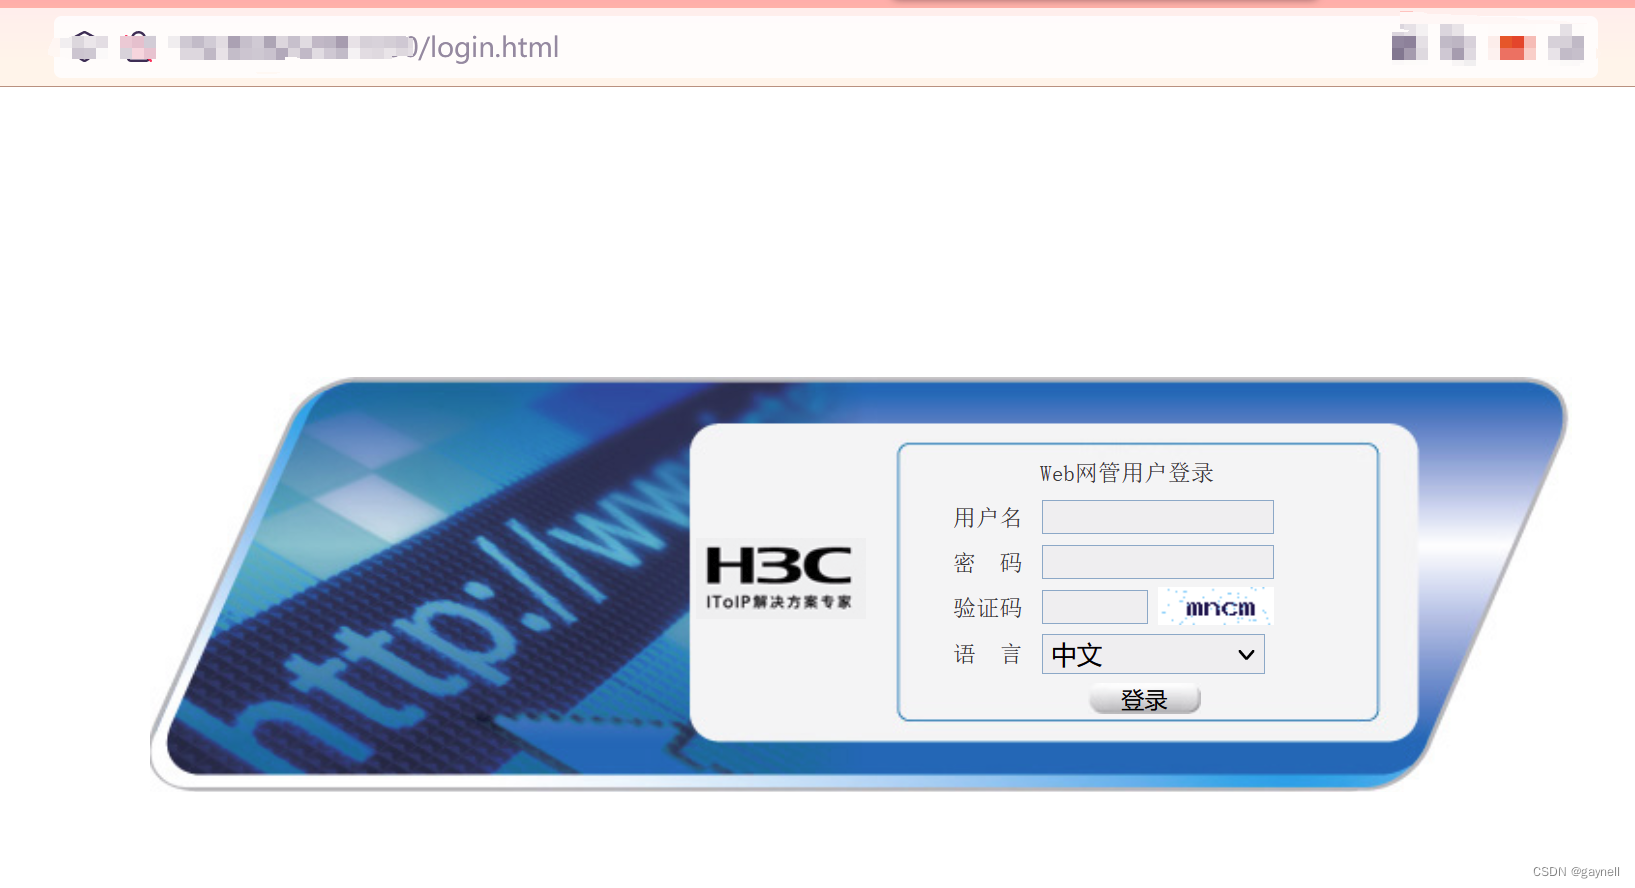 0/login.html
http://www
Web网管用户登录
用户名
密 码
H3C
IToIP解决方案专家
验证码 mncm
语 言 中文
登录
CSDN @gaynell